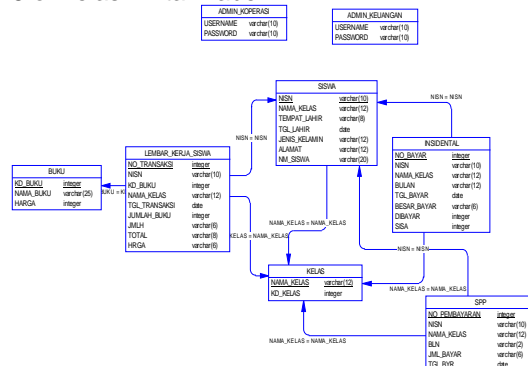 ADMIN_KOPERASI
USERNAME varchar(10)
PASSWORD varchar(10)
ADMIN_KEUANGAN
USERNAME varchar(10)
PASSWORD varchar(10)
SISWA
NISN varchar(10)
NAMA_KELAS varchar(12)
TEMPAT_LAHIR varchar(8)
TGL_LAHIR date
JENIS_KELAMIN varchar(12)
ALAMAT varchar(12)
NM_SISWA varchar(20)
NISN = NISN
NISN = NISN
INSIDENTAL
NO_BAYAR integer
NISN varchar(10)
NAMA_KELAS varchar(12)
BULAN varchar(12)
TGL_BAYAR date
BESAR_BAYAR varchar(6)
DIBAYAR integer
SISA integer
LEMBAR_KERJA_SISWA
NO_TRANSAKSI integer
NISN varchar(10)
KD_BUKU integer
NAMA_KELAS varchar(12)
TGL_TRANSAKSI date
JUMLAH_BUKU integer
JMLH varchar(6)
TOTAL varchar(8)
HRGA varchar(6)
BUKU
KD_BUKU integer
NAMA_BUKU varchar(25)
HARGA integer
BUKU = K
NAMA_KELAS = NAMA_KELAS
KELAS = NAMA_KELAS
NISN = NISN
KELAS
NAMA_KELAS varchar(12)
KD_KELAS integer
NAMA_KELAS = NAMA_KELAS
NAMA_KELAS = NAMA_KELAS
SPP
NO_PEMBAYARAN integer
NISN varchar(10)
NAMA_KELAS varchar(12)
BLN varchar(2)
JML_BAYAR varchar(6)
TGL_BYR date